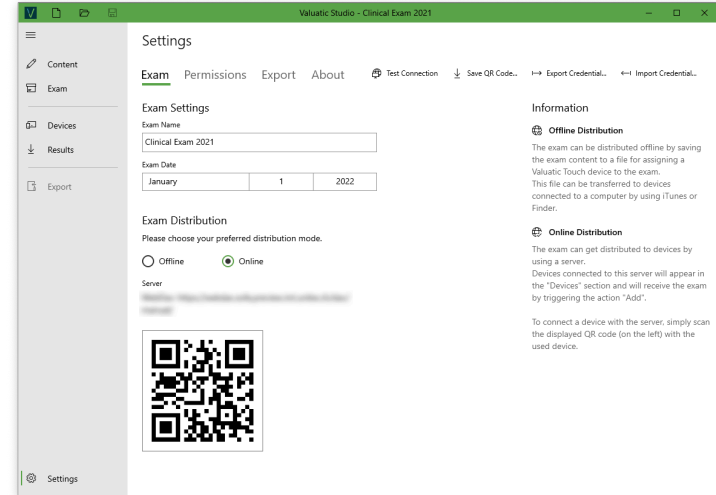 V
Valuatic Studio - Clinical Exam 2021
Settings
Content
Exam
Devices
Results
Export
Settings
Exam Permissions Export About
Test Connection Save QR Code... Export Credential... Import Credential...
Exam Settings
Exam Name
Clinical Exam 2021
Exam Date
January 1 2022
Exam Distribution
Please choose your preferred distribution mode.
Offline Online
Server
Information
Offline Distribution
The exam can be distributed offline by saving
the exam content to a file for assigning a
Valuatic Touch device to the exam.
This file can be transferred to devices
connected to a computer by using iTunes or
Finder.
Online Distribution
The exam can get distributed to devices by
using a server.
Devices connected to this server will appear in
the "Devices" section and will receive the exam
by triggering the action "Add".
To connect a device with the server, simply scan
the displayed QR code (on the left) with the
used device.